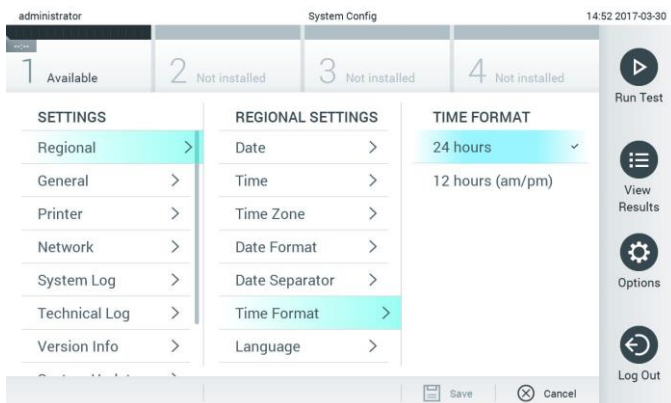 administrator System Config 14:52 2017-03-30
--:--
1 Available 2 Not installed 3 Not installed 4 Not installed
Run Test
View
Results
Options
Log Out
SETTINGS
Regional
General
Printer
Network
System Log
Technical Log
Version Info
REGIONAL SETTINGS
Date
Time
Time Zone
Date Format
Date Separator
Time Format
Language
TIME FORMAT
24 hours
12 hours (am/pm)
Save Cancel